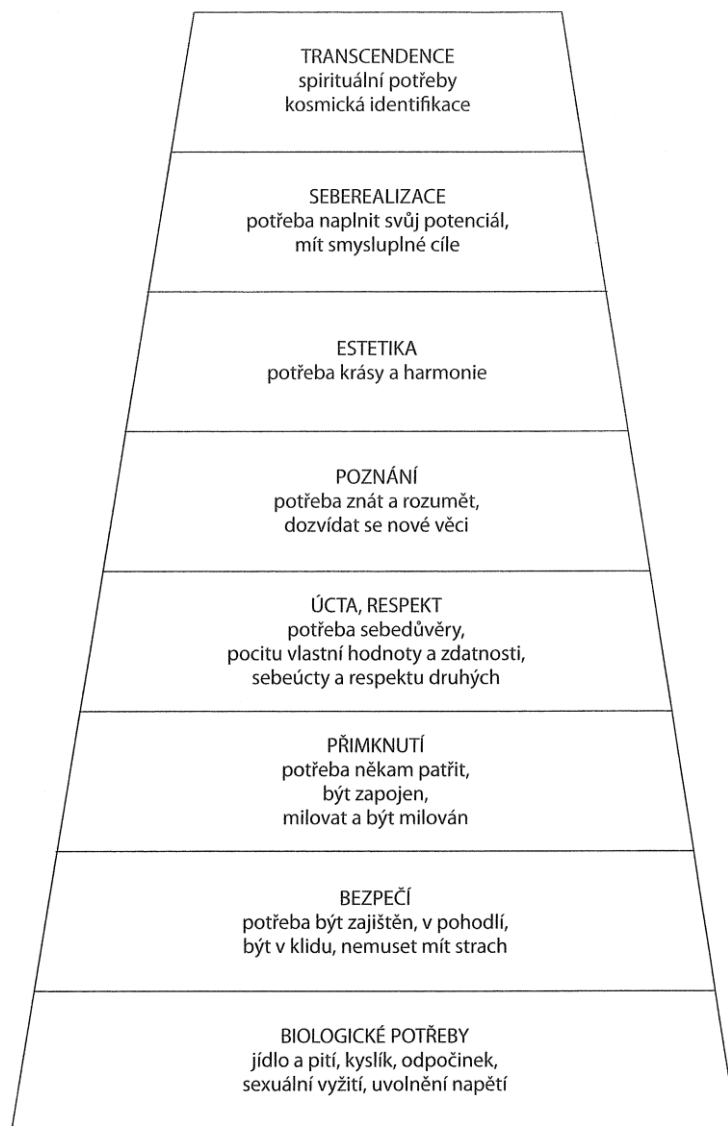 TRANSCENDENCE
spirituální potřeby
kosmická identifikace
SEBEREALIZACE
potřeba naplnit svůj potenciál,
mít smysluplné cíle
ESTETIKA
potřeba krásy a harmonie
POZNÁNÍ
potřeba znát a rozumět,
dozvídat se nové věci
ÚCTA, RESPEKT
potřeba sebedůvěry,
pocitu vlastní hodnoty a zdatnosti,
sebeúcty a respektu druhých
PŘIMKNUTÍ
potřeba někam patřit,
být zapojen,
milovat a být milován
BEZPEČÍ
potřeba být zajištěn, v pohodlí,
být v klidu, nemuset mít strach
BIOLOGICKÉ POTŘEBY
jídlo a pití, kyslík, odpočinek,
sexuální vyžití, uvolnění napětí